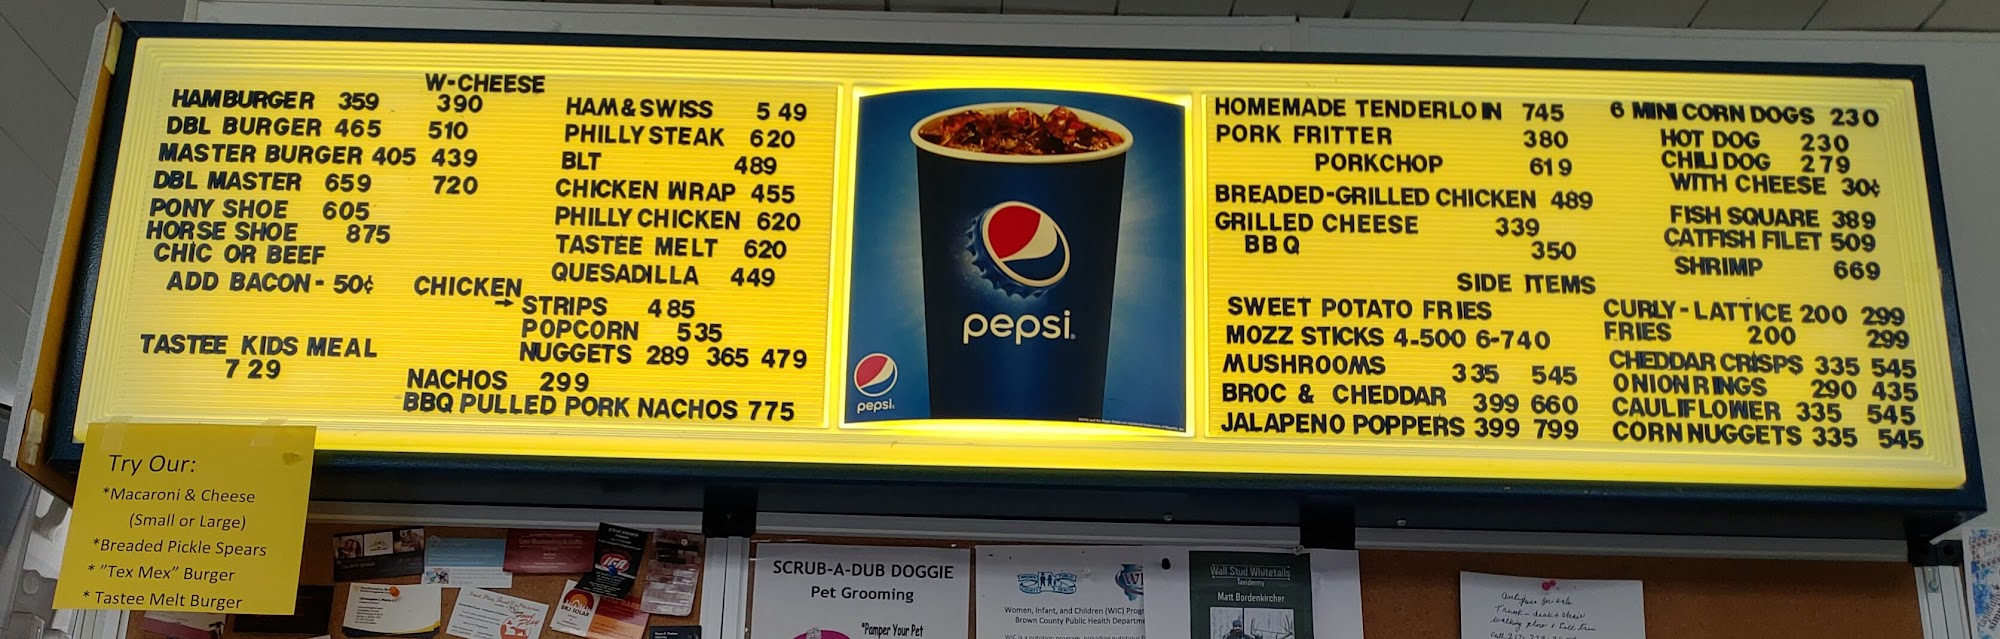 W-CHEESE
HAMBURGER 359 390
DBL BURGER 465 510
MASTER BURGER 405 439
DBL MASTER 659 720
PONY SHOE 605
HORSE SHOE 875
CHIC OR BEEF
ADD BACON - 50¢
TASTEE KIDS MEAL
729
HAM & SWISS 549
PHILLY STEAK 620
BLT 489
CHICKEN WRAP 455
PHILLY CHICKEN 620
TASTEE MELT 620
QUESADILLA 449
CHICKEN
→ STRIPS 485
POPCORN 535
NUGGETS 289 365 479
NACHOS 299
BBQ PULLED PORK NACHOS 775
pepsi
pepsi
HOMEMADE TENDERLOIN 745
PORK FRITTER 380
PORKCHOP 619
BREADED-GRILLED CHICKEN 489
GRILLED CHEESE 339
BBQ 350
6 MINI CORN DOGS 230
HOT DOG 230
CHILI DOG 279
WITH CHEESE 30¢
FISH SQUARE 389
CATFISH FILET 509
SHRIMP 669
SIDE ITEMS
SWEET POTATO FRIES
MOZZ STICKS 4-500 6-740
MUSHROOMS 335 545
BROC & CHEDDAR 399 660
JALAPENO POPPERS 399 799
CURLY-LATTICE 200 299
FRIES 200 299
CHEDDAR CRISPS 335 545
ONION RINGS 290 435
CAULIFLOWER 335 545
CORN NUGGETS 335 545
Try Our:
*Macaroni & Cheese
(Small or Large)
*Breaded Pickle Spears
* "Tex Mex" Burger
* Tastee Melt Burger
IGA
SCRUB-A-DUB DOGGIE
Pet Grooming
"Pamper Your Pet
Women, Infant, and Children (WIC)
Brown County Public Health
Wall Stud Whitetails
Taxidermy
Matt Bordenkircher